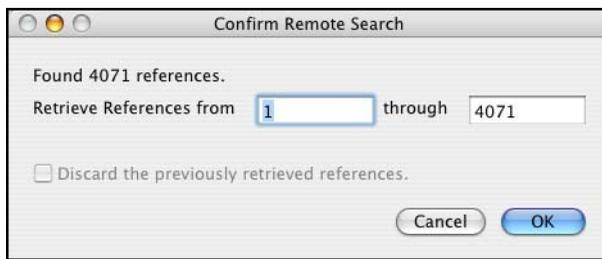 Confirm Remote Search
Found 4071 references.
Retrieve References from 1 through 4071
Discard the previously retrieved references.
Cancel OK